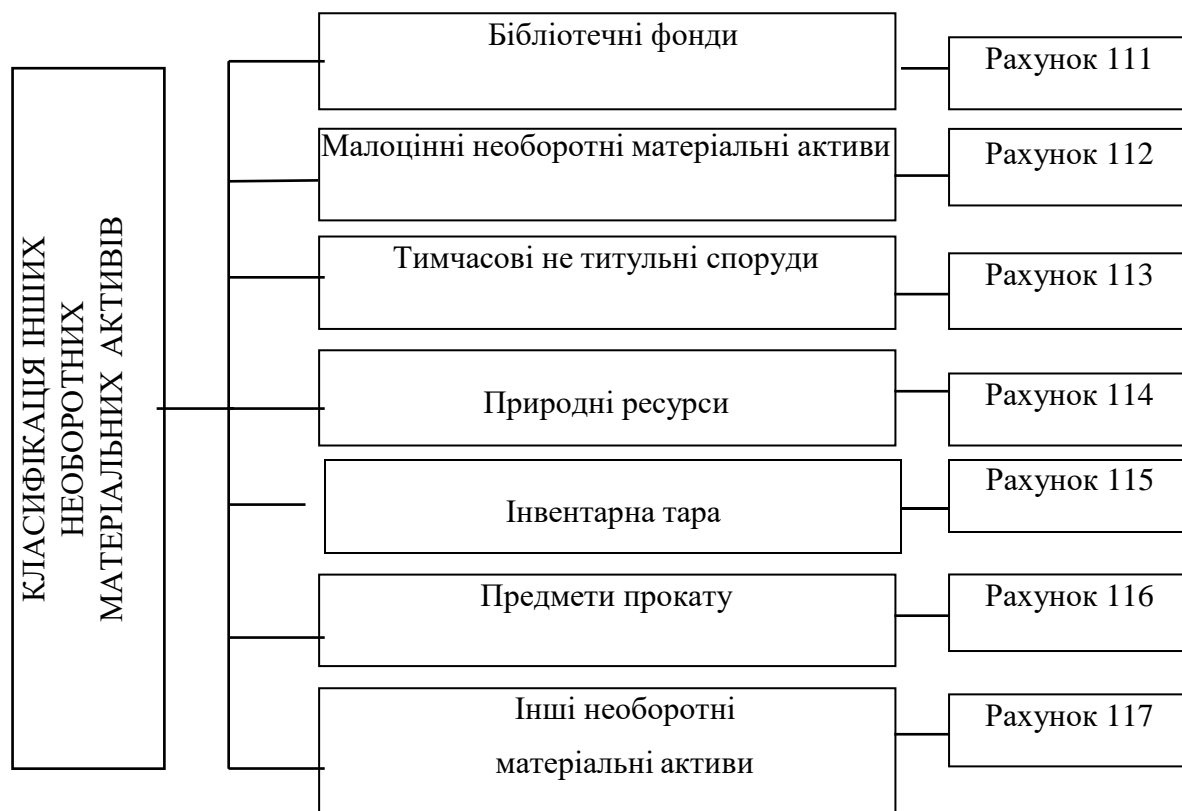 КЛАСИФІКАЦІЯ ІНШИХ
НЕОБОРОТНИХ
МАТЕРІАЛЬНИХ АКТИВІВ
Бібліотечні фонди
Рахунок 111
Малоцінні необоротні матеріальні активи
Рахунок 112
Тимчасові не титульні споруди
Рахунок 113
Природні ресурси
Рахунок 114
Інвентарна тара
Рахунок 115
Предмети прокату
Рахунок 116
Інші необоротні
матеріальні активи
Рахунок 117